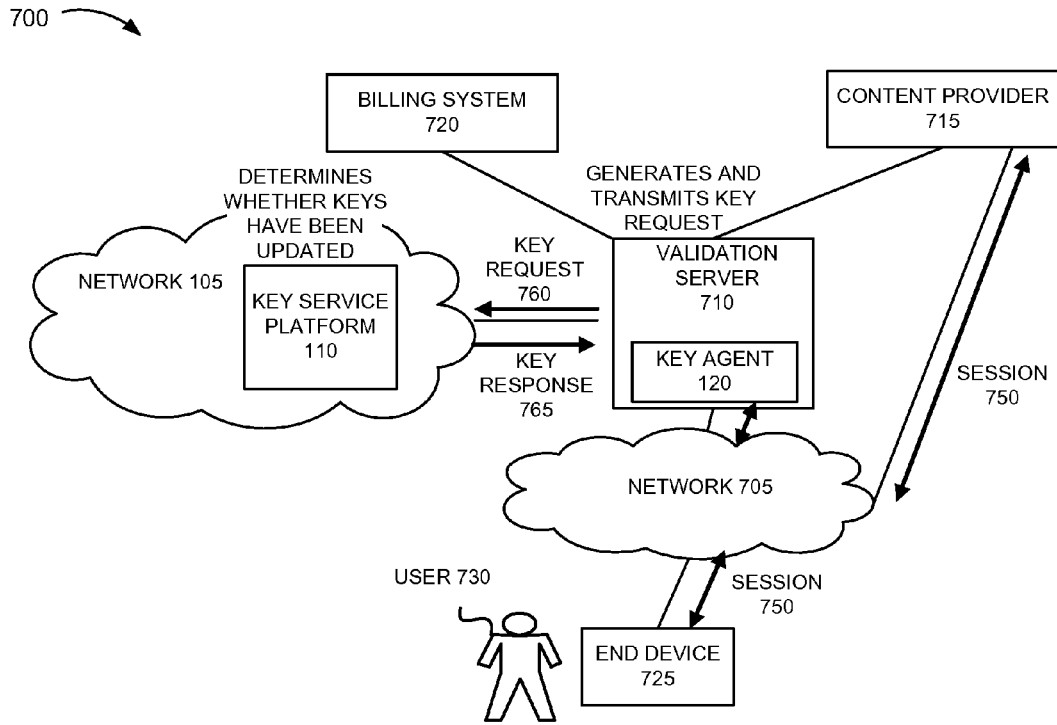 700
BILLING SYSTEM
720
CONTENT PROVIDER
715
DETERMINES
WHETHER KEYS
HAVE BEEN
UPDATED
GENERATES AND
TRANSMITS KEY
REQUEST
NETWORK 105
KEY SERVICE
PLATFORM
110
KEY
REQUEST
760
KEY
RESPONSE
765
VALIDATION
SERVER
710
KEY AGENT
120
SESSION
750
NETWORK 705
USER 730
SESSION
750
END DEVICE
725